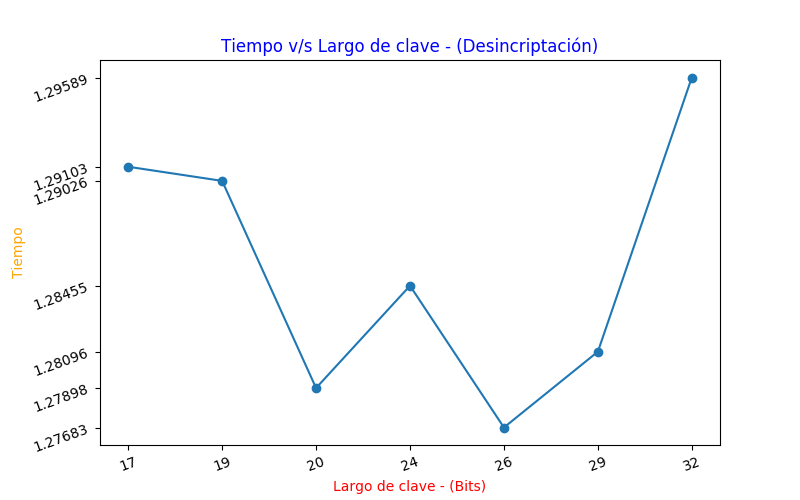 Tiempo v/s Largo de clave - (Desincriptación)
Tiempo
1.29589
1.29103
1.29026
1.28455
1.28096
1.27898
1.27683
17 19 20 24 26 29 32
Largo de clave - (Bits)